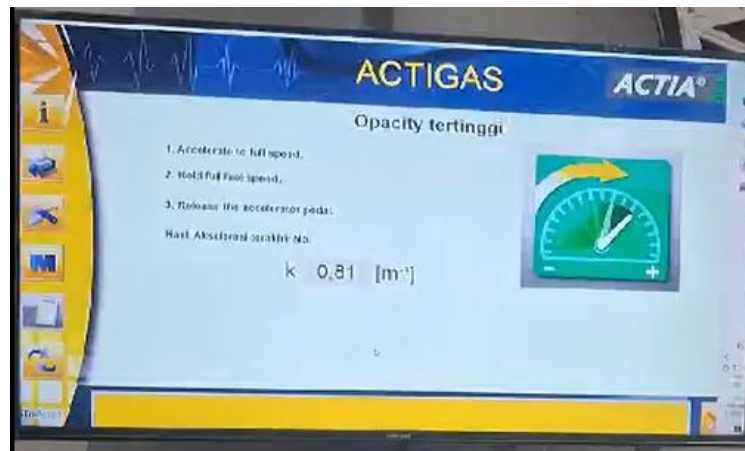 ACTIGAS
ACTIA®
Opacity tertinggi
1. Accelerate to full speed.
2. Hold full speed.
3. Release the accelerator pedal.
Hasil Akselerasi terakhir No.
k 0,81 [m⁻¹]